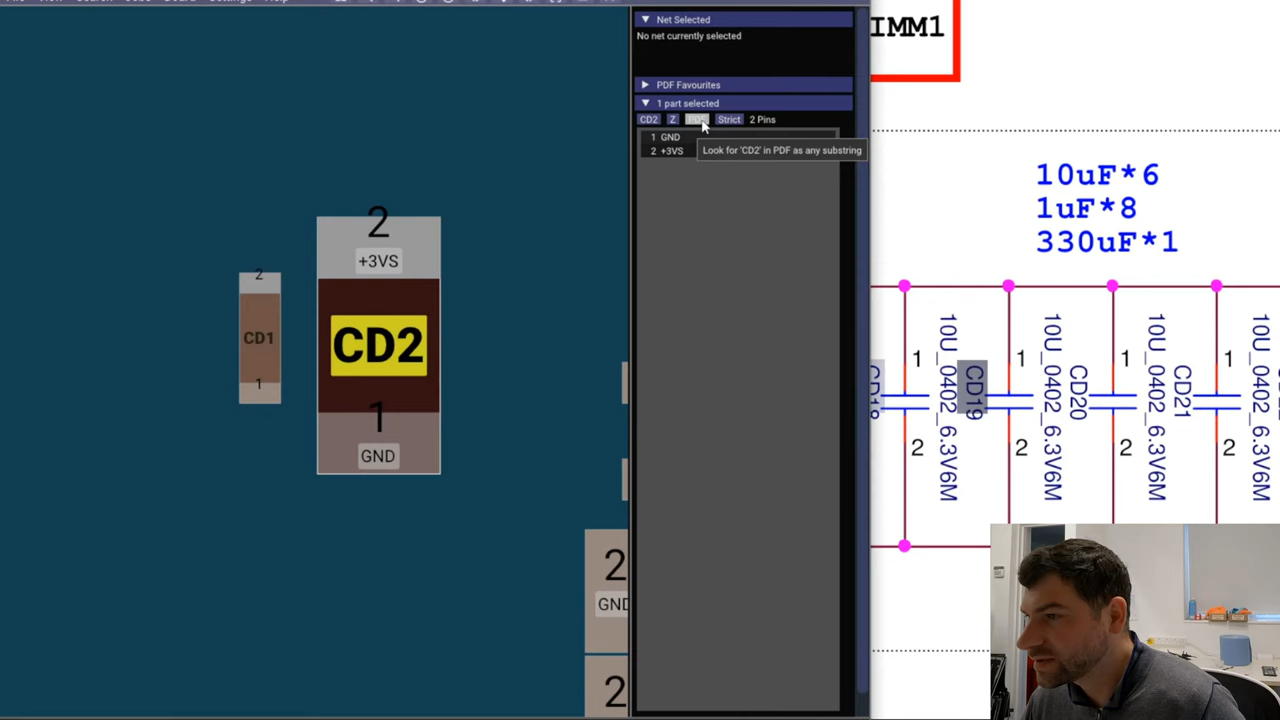 Net Selected
No net currently selected
PDF Favourites
1 part selected
CD2 Z PDF Strict 2 Pins
1 GND
2 +3VS
Look for 'CD2' in PDF as any substring
2
+3VS
CD2
1
GND
2
CD1
1
2
GND
2
IMM1
10uF*6
1uF*8
330uF*1
1
2
10U_0402_6.3V6M
CD19
1
2
10U_0402_6.3V6M
CD20
1
2
10U_0402_6.3V6M
CD21
1
2